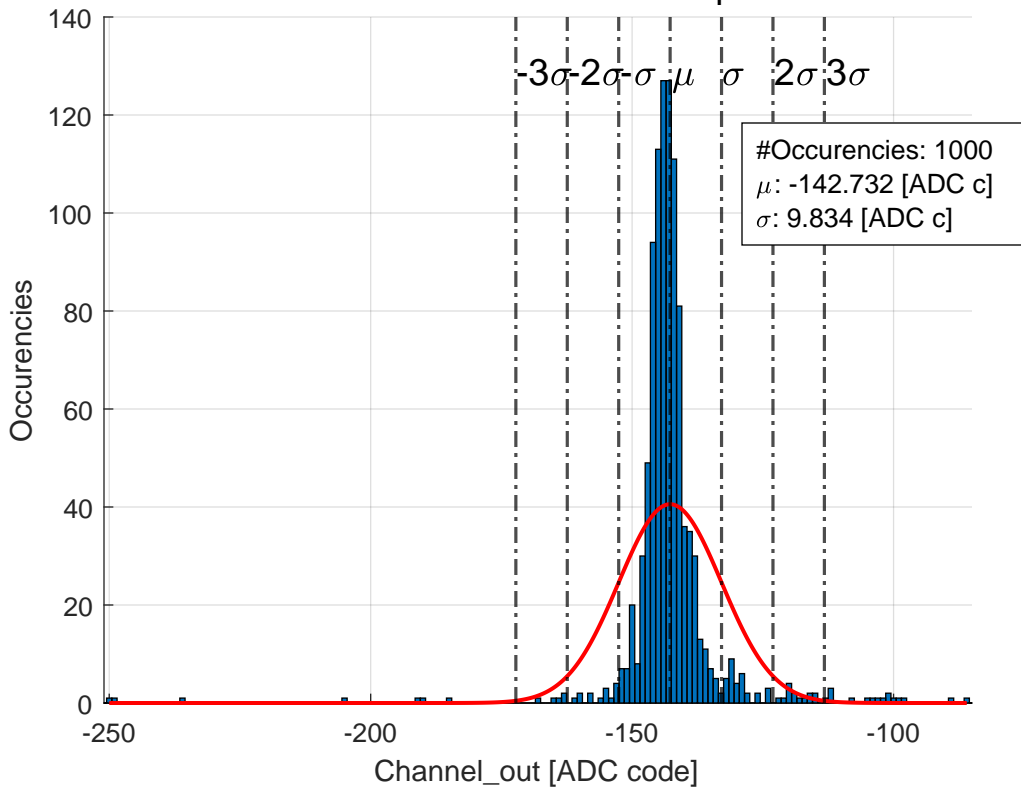 140
120
100
80
60
40
20
0
-3σ -2σ -σ μ σ 2σ 3σ
#Occurencies: 1000
μ: -142.732 [ADC c]
σ: 9.834 [ADC c]
Occurencies
-250 -200 -150 -100
Channel_out [ADC code]